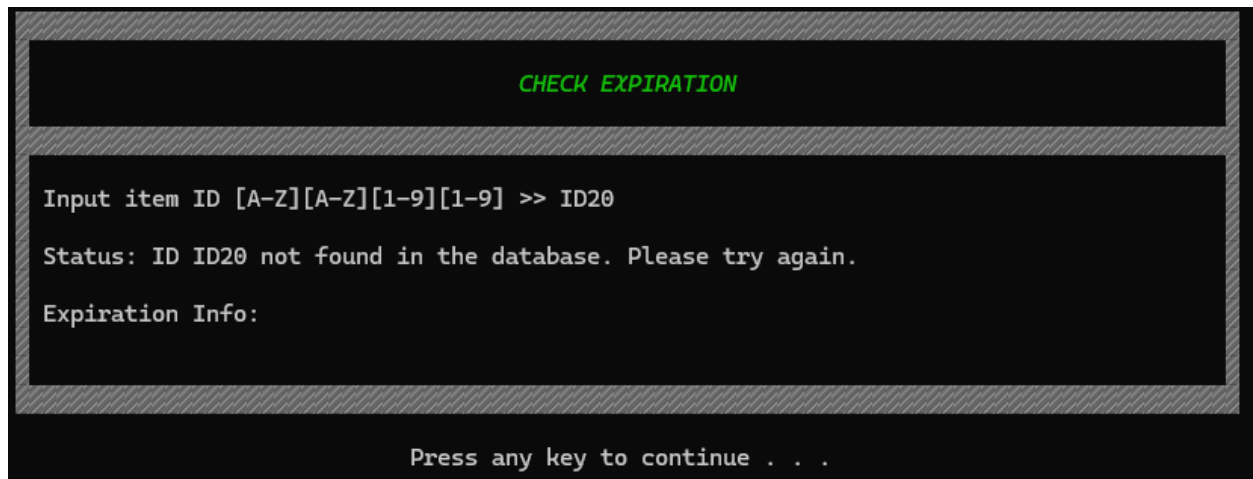 CHECK EXPIRATION
Input item ID [A-Z][A-Z][1-9][1-9] >> ID20
Status: ID ID20 not found in the database. Please try again.
Expiration Info:
Press any key to continue . . .